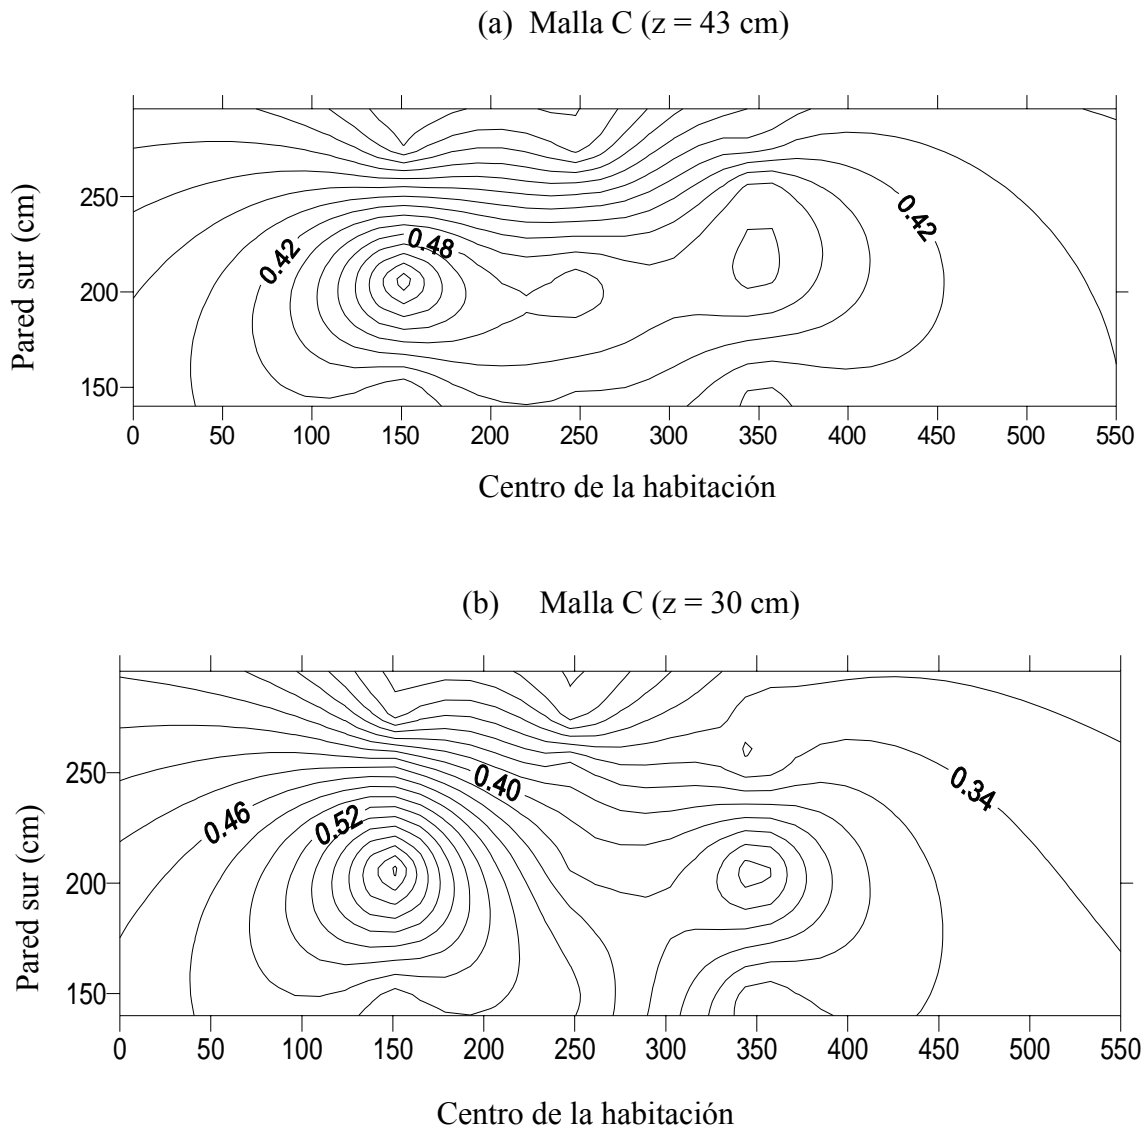 (a) Malla C (z = 43 cm)
250
200
150
0.42
0.48
0.42
0 50 100 150 200 250 300 350 400 450 500 550
Pared sur (cm)
Centro de la habitación
(b) Malla C (z = 30 cm)
250
200
150
0.46
0.52
0.40
0.34
0 50 100 150 200 250 300 350 400 450 500 550
Pared sur (cm)
Centro de la habitación